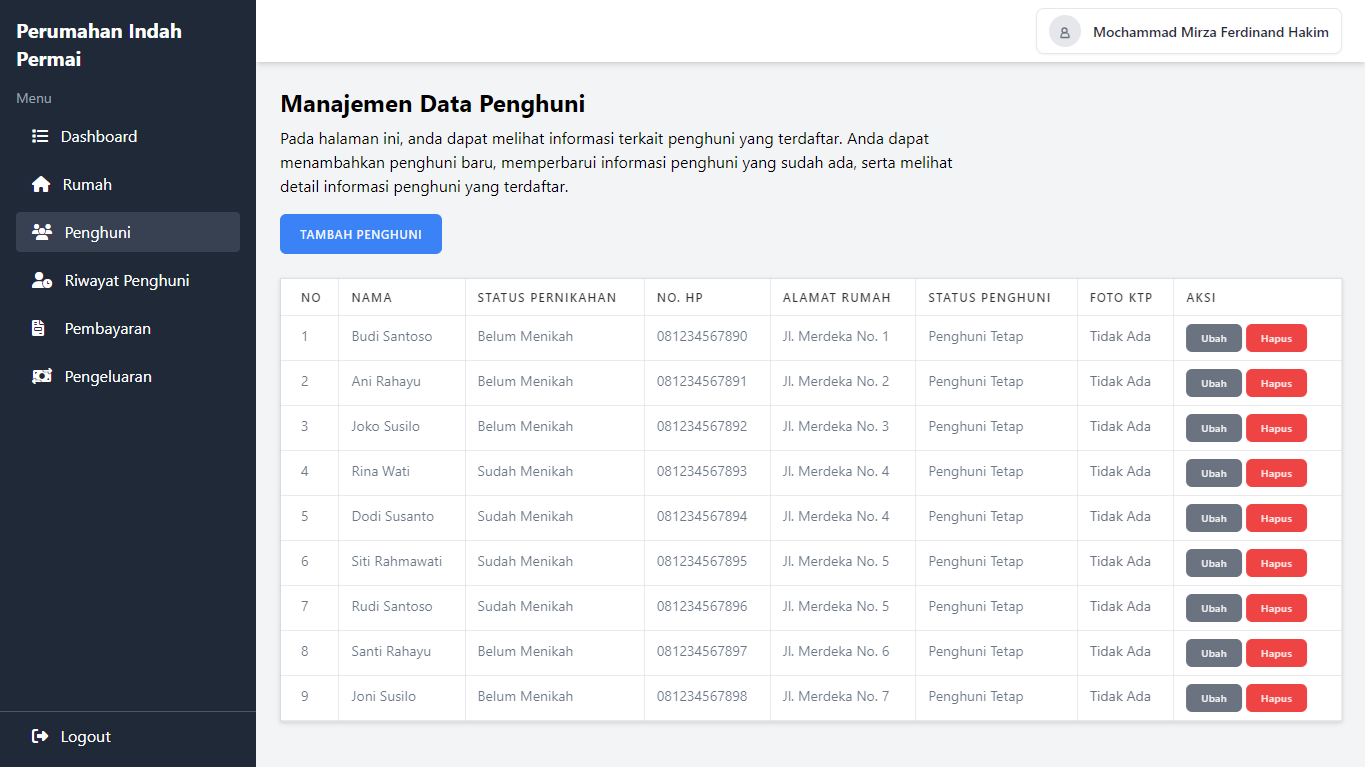 Perumahan Indah
Permai
Menu
Dashboard
Rumah
Penghuni
Riwayat Penghuni
Pembayaran
Pengeluaran
Logout
Mochammad Mirza Ferdinand Hakim
Manajemen Data Penghuni
Pada halaman ini, anda dapat melihat informasi terkait penghuni yang terdaftar. Anda dapat
menambahkan penghuni baru, memperbarui informasi penghuni yang sudah ada, serta melihat
detail informasi penghuni yang terdaftar.
TAMBAH PENGHUNI
NO NAMA STATUS PERNIKAHAN NO. HP ALAMAT RUMAH STATUS PENGHUNI FOTO KTP AKSI
1 Budi Santoso Belum Menikah 081234567890 Jl. Merdeka No. 1 Penghuni Tetap Tidak Ada Ubah Hapus
2 Ani Rahayu Belum Menikah 081234567891 Jl. Merdeka No. 2 Penghuni Tetap Tidak Ada Ubah Hapus
3 Joko Susilo Belum Menikah 081234567892 Jl. Merdeka No. 3 Penghuni Tetap Tidak Ada Ubah Hapus
4 Rina Wati Sudah Menikah 081234567893 Jl. Merdeka No. 4 Penghuni Tetap Tidak Ada Ubah Hapus
5 Dodi Susanto Sudah Menikah 081234567894 Jl. Merdeka No. 4 Penghuni Tetap Tidak Ada Ubah Hapus
6 Siti Rahmawati Sudah Menikah 081234567895 Jl. Merdeka No. 5 Penghuni Tetap Tidak Ada Ubah Hapus
7 Rudi Santoso Sudah Menikah 081234567896 Jl. Merdeka No. 5 Penghuni Tetap Tidak Ada Ubah Hapus
8 Santi Rahayu Belum Menikah 081234567897 Jl. Merdeka No. 6 Penghuni Tetap Tidak Ada Ubah Hapus
9 Joni Susilo Belum Menikah 081234567898 Jl. Merdeka No. 7 Penghuni Tetap Tidak Ada Ubah Hapus